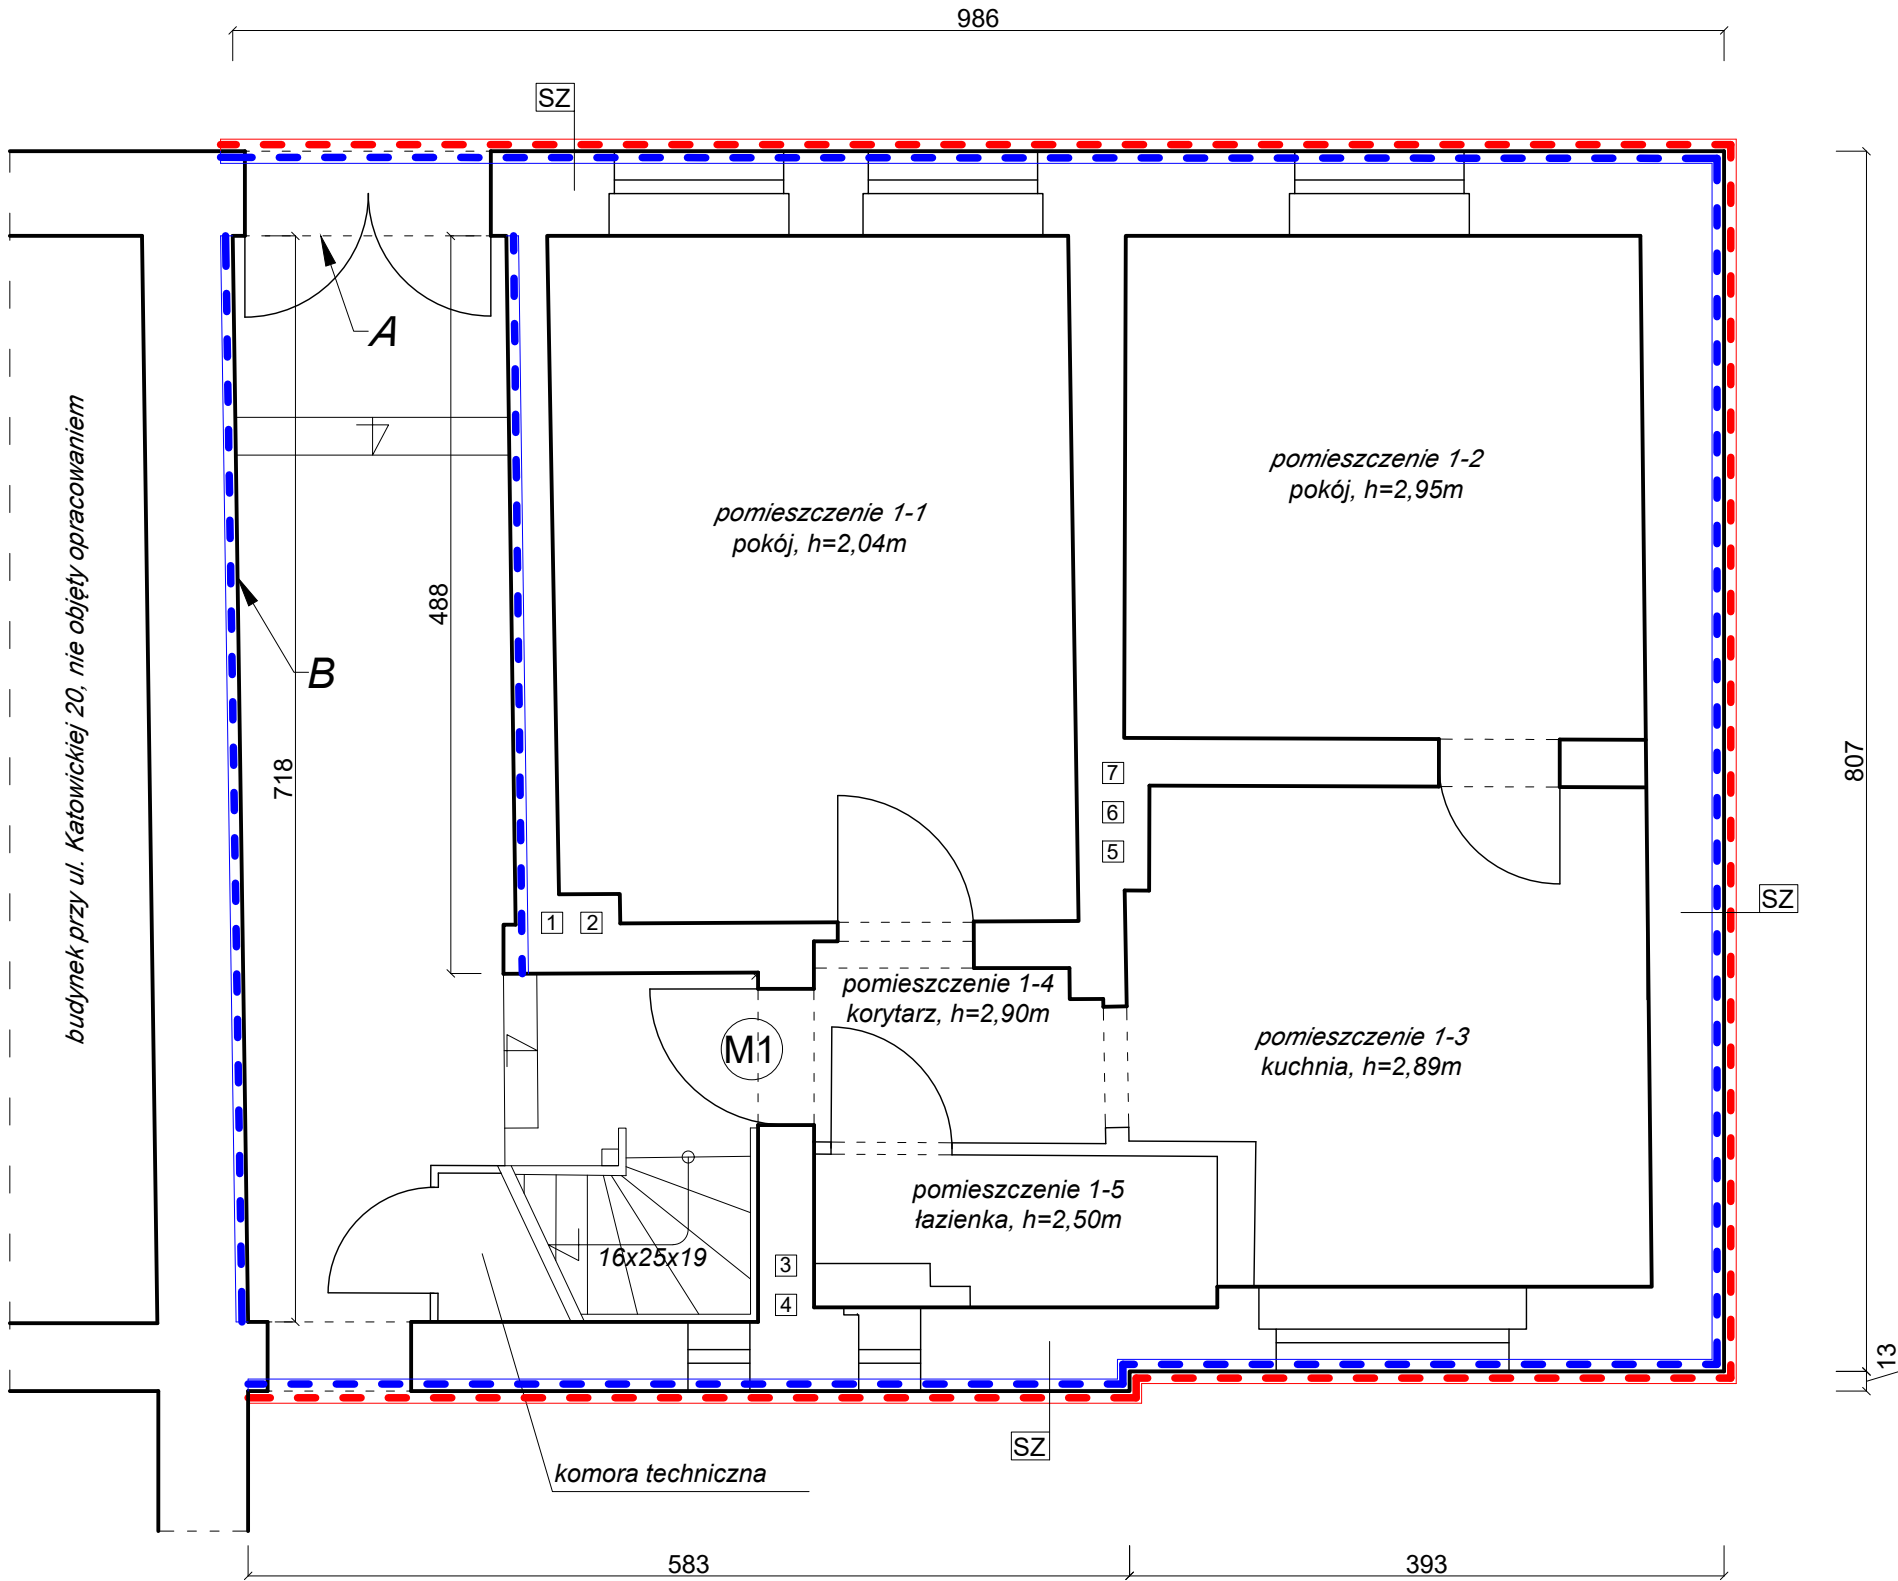 986
SZ
A
pomieszczenie 1-2
pokój, h=2,95m
pomieszczenie 1-1
pokój, h=2,04m
budynek przy ul. Katowickiej 20, nie objęty opracowaniem
488
B
718
807
7
6
5
SZ
1
2
pomieszczenie 1-4
korytarz, h=2,90m
M1
pomieszczenie 1-3
kuchnia, h=2,89m
pomieszczenie 1-5
łazienka, h=2,50m
16x25x19
3
4
13
SZ
komora techniczna
583
393